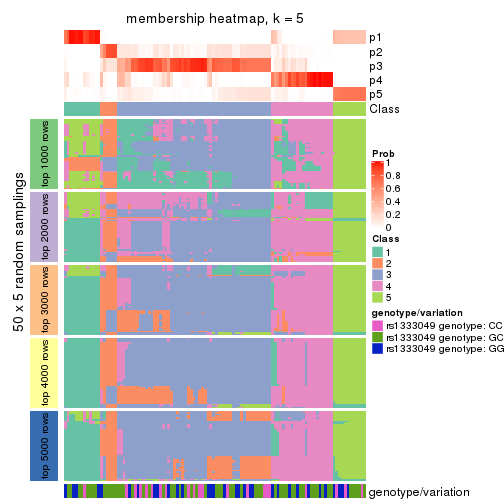 membership heatmap, k = 5
p1
p2
p3
p4
p5
Class
50 x 5 random samplings
top 1000 rows
top 2000 rows
top 3000 rows
top 4000 rows
top 5000 rows
Prob
1
0.8
0.6
0.4
0.2
0
Class
1
2
3
4
5
genotype/variation
rs1333049 genotype: CC
rs1333049 genotype: GC
rs1333049 genotype: GG
genotype/variation